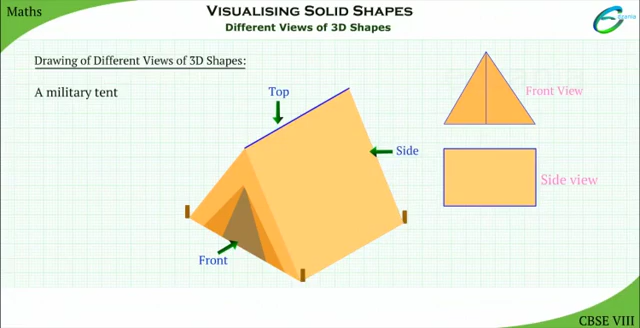 Maths
VISUALISING SOLID SHAPES
Different Views of 3D Shapes
Drawing of Different Views of 3D Shapes:
A military tent
Top
Side
Front
Front View
Side view
CBSE VIII